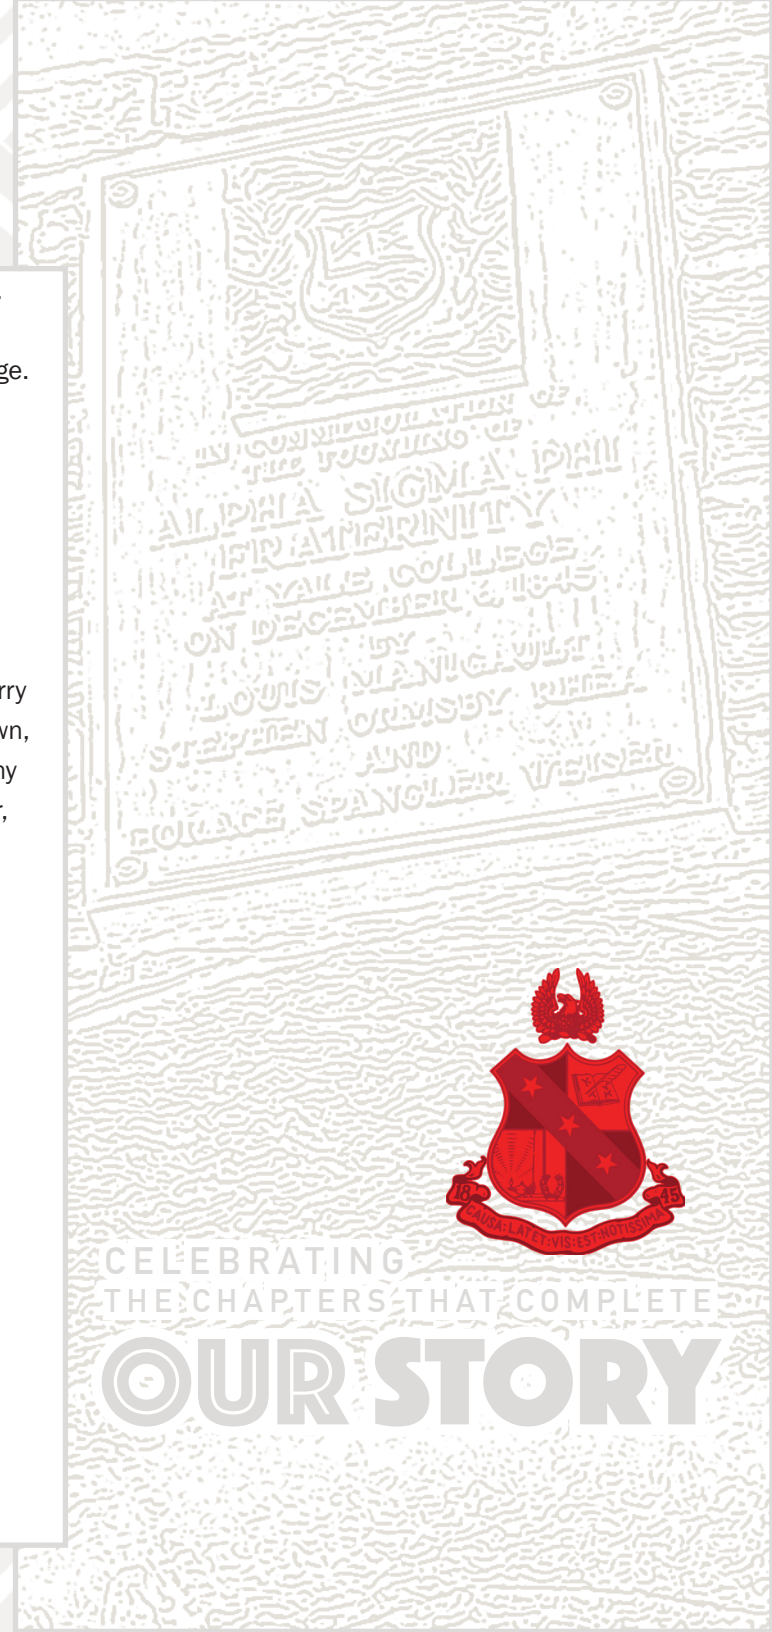 ge.
rry
wn,
ny
r,
IN COMMEMORATION OF
THE FOUNDING OF
ALPHA SIGMA PHI
FRATERNITY
AT YALE COLLEGE
ON DECEMBER 6, 1845
BY
LOUIS MANIGAULT
STEPHEN ORMSBY RHEA
AND
HORACE SPANGLER WEISER
18 45
CAUSA:LATET:VIS:EST:NOTISSIMA
CELEBRATING
THE CHAPTERS THAT COMPLETE
OUR STORY